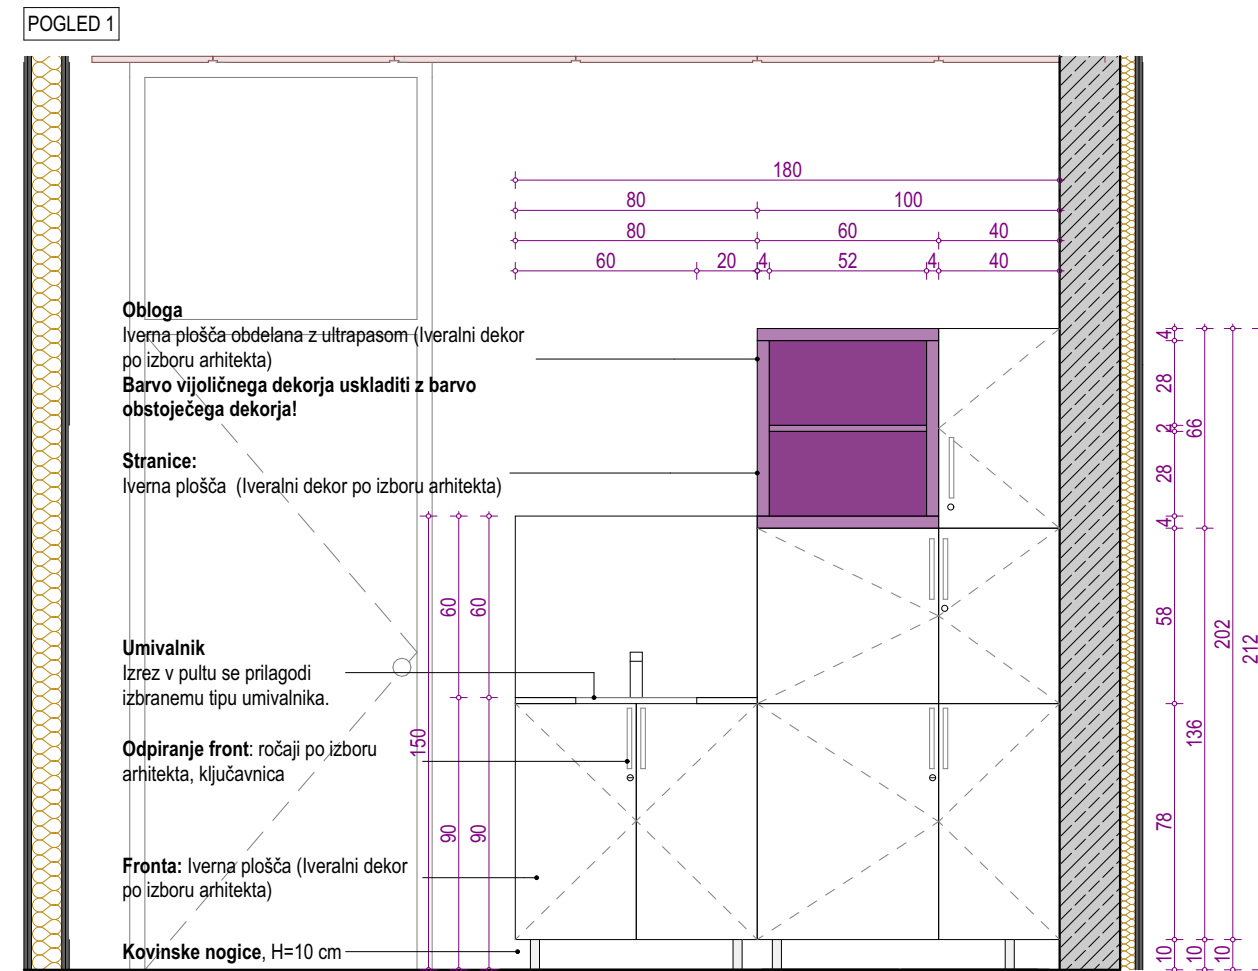 POGLED 1
180
80 100
80 60 40
60 20 4 52 4 40
Obloga
Iverna plošča obdelana z ultrapasom (Iveralni dekor
po izboru arhitekta)
Barvo vijoličnega dekorja uskladiti z barvo
obstoječega dekorja!
Stranice:
Iverna plošča (Iveralni dekor po izboru arhitekta)
Umivalnik
Izrez v pultu se prilagodi
izbranemu tipu umivalnika.
Odpiranje front: ročaji po izboru
arhitekta, ključavnica
Fronta: Iverna plošča (Iveralni dekor
po izboru arhitekta)
Kovinske nogice, H=10 cm
150
60 90
60 90
4 28 2 28 4 58 78 10
66 136 10
202 10
212